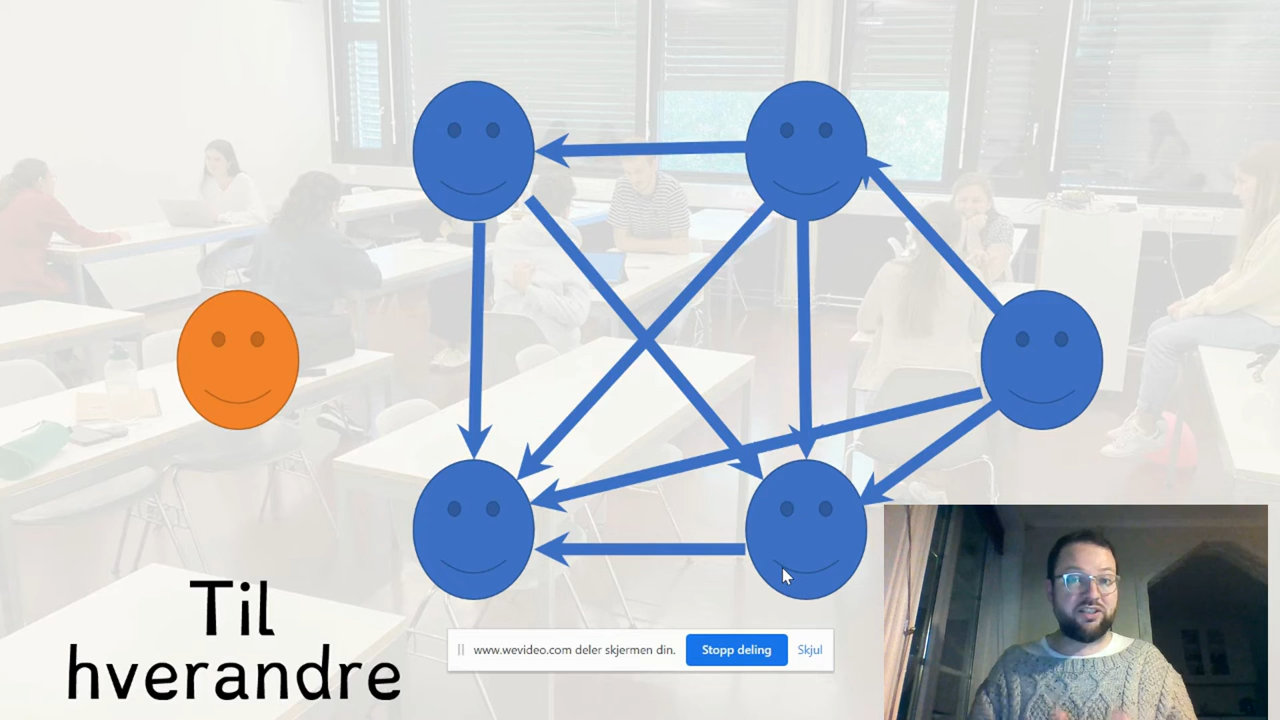 Til
hverandre
www.wevideo.com deler skjermen din.
Stopp deling
Skjul